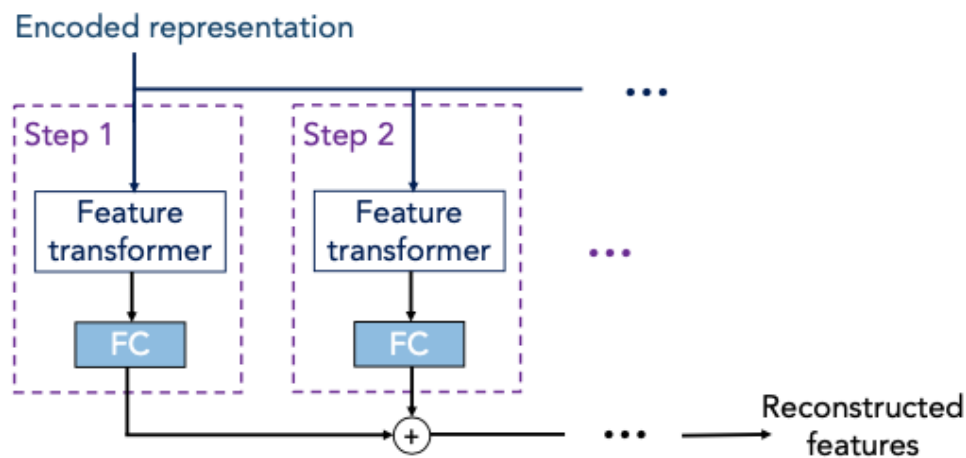 Encoded representation
...
Step 1
Step 2
Feature
transformer
Feature
transformer
...
FC
FC
+
...
Reconstructed
features